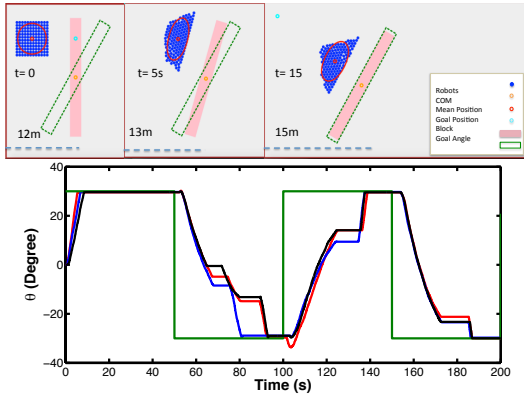 t= 0
t= 5s
t= 15
12m
13m
15m
Robots
COM
Mean Position
Goal Position
Block
Goal Angle
θ (Degree)
40
20
0
−20
−40
0 20 40 60 80 100 120 140 160 180 200
Time (s)